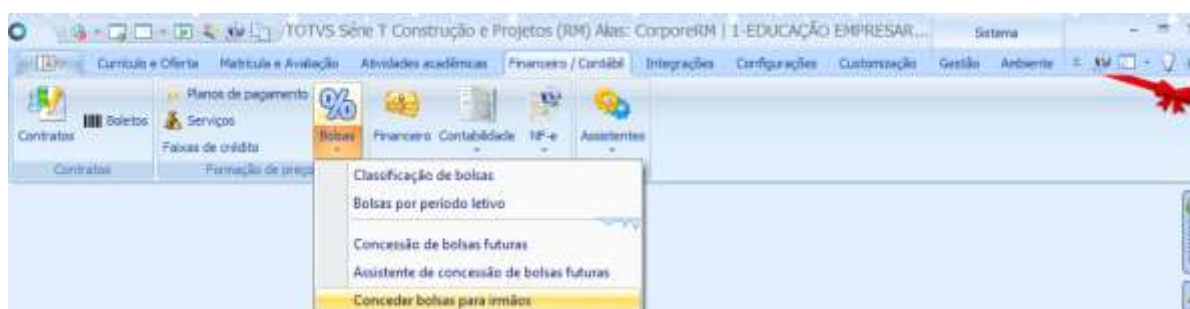 TOTVS Série T Construção e Projetos (RM) Alias: CorporeRM | 1-EDUCAÇÃO EMPRESAR... Sistema
Currículo e Oferta Matrícula e Avaliação Atividades acadêmicas Financeiro / Contábil Integrações Configurações Customização Gestão Ambiente
Contratos
Boletos
Planos de pagamento
Serviços
Faixas de crédito
Bolsas
Financeiro Contabilidade NF-e Assistentes
Contratos Formação de preço
Classificação de bolsas
Bolsas por período letivo
Concessão de bolsas futuras
Assistente de concessão de bolsas futuras
Conceder bolsas para irmãos